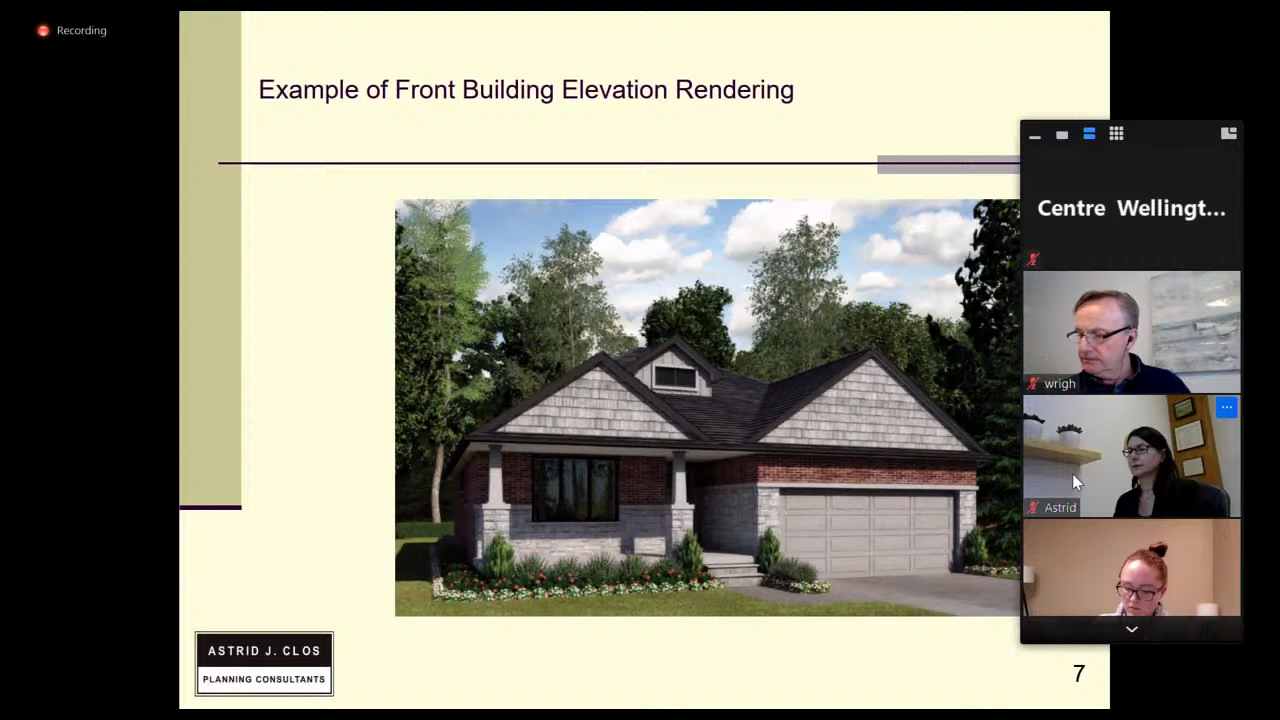 Recording
Example of Front Building Elevation Rendering
Centre Wellingt...
wrigh
Astrid
ASTRID J. CLOS
PLANNING CONSULTANTS
7